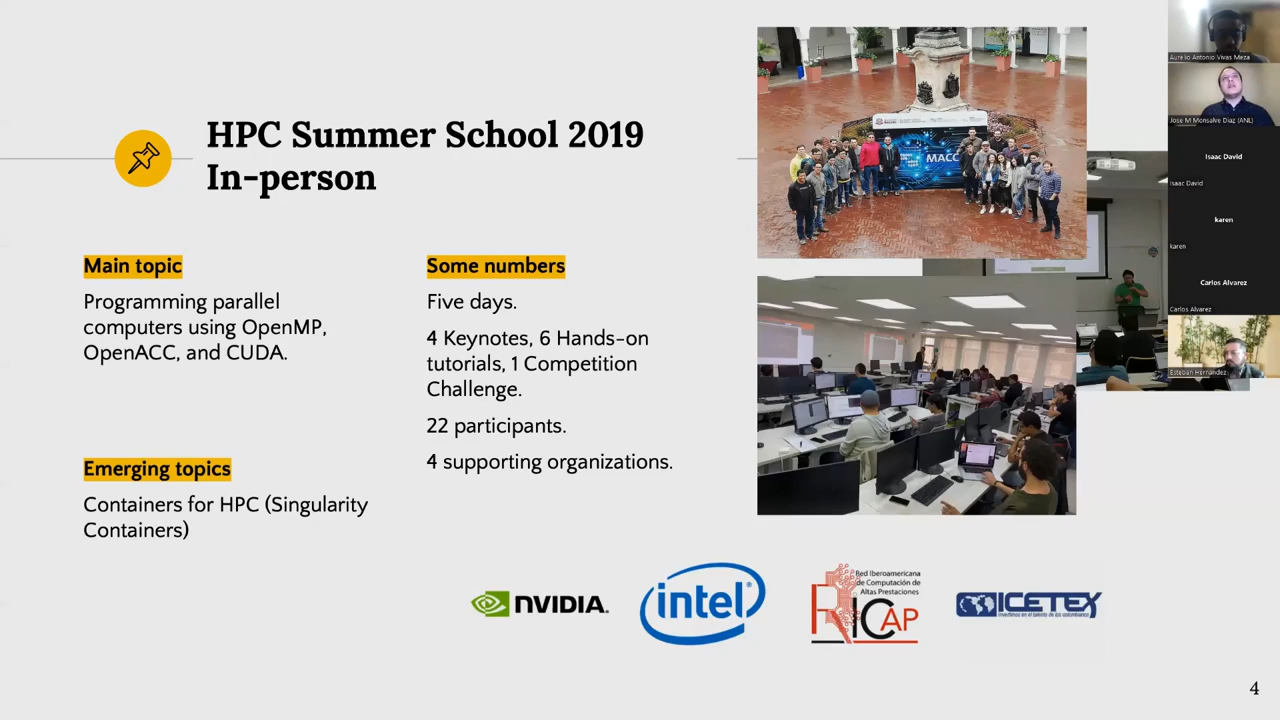 HPC Summer School 2019
In-person
Main topic
Programming parallel
computers using OpenMP,
OpenACC, and CUDA.
Emerging topics
Containers for HPC (Singularity
Containers)
Some numbers
Five days.
4 Keynotes, 6 Hands-on
tutorials, 1 Competition
Challenge.
22 participants.
4 supporting organizations.
MACC
NVIDIA.
intel
Red Iberoamericana
de Computación de
Altas Prestaciones
RICAP
ICETEX
Aurelio Antonio Vivas Meza
Jose M Monsalve Diaz (ANL)
Isaac David
Isaac David
karen
karen
Carlos Alvarez
Carlos Alvarez
Esteban Hernandez
4